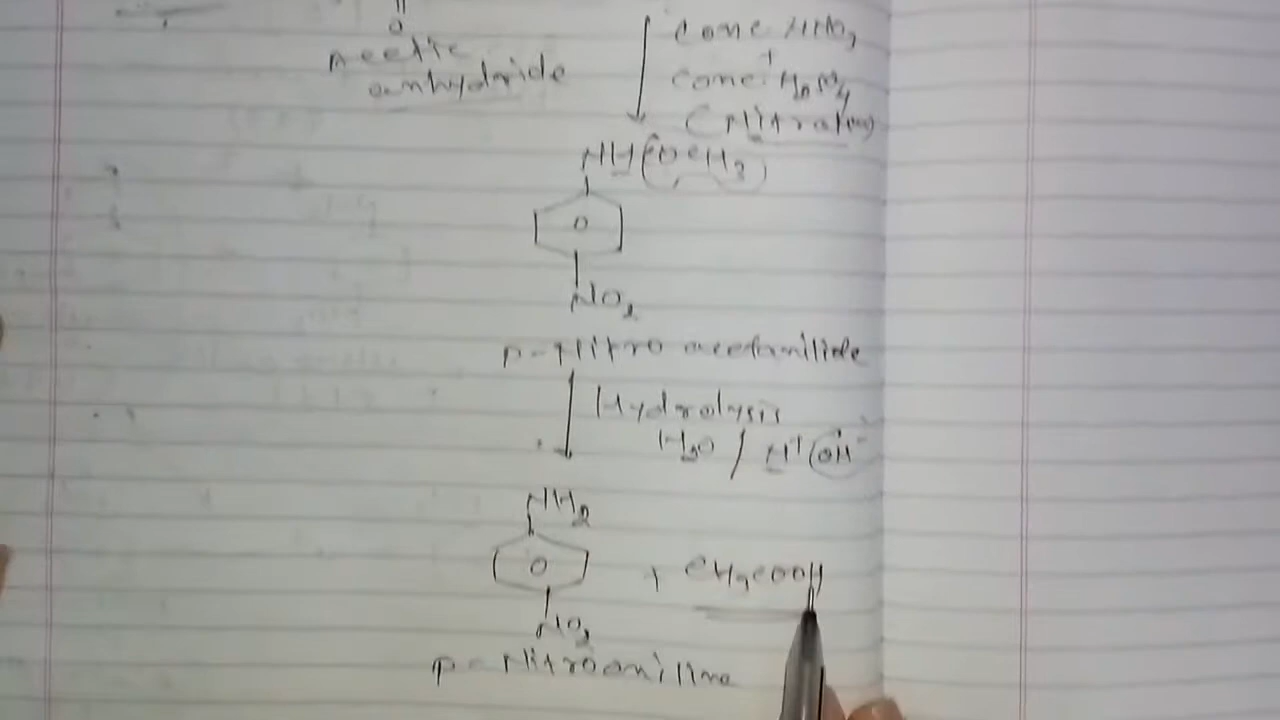 O
Acetic
anhydride
Conc HNO3
+
Conc. H2SO4
(Nitration)
NHCOCH3
NO2
p-Nitro acetanilide
Hydrolysis
H2O / H+ (OH-
NH2
+ CH3COOH
NO2
p-Nitroaniline